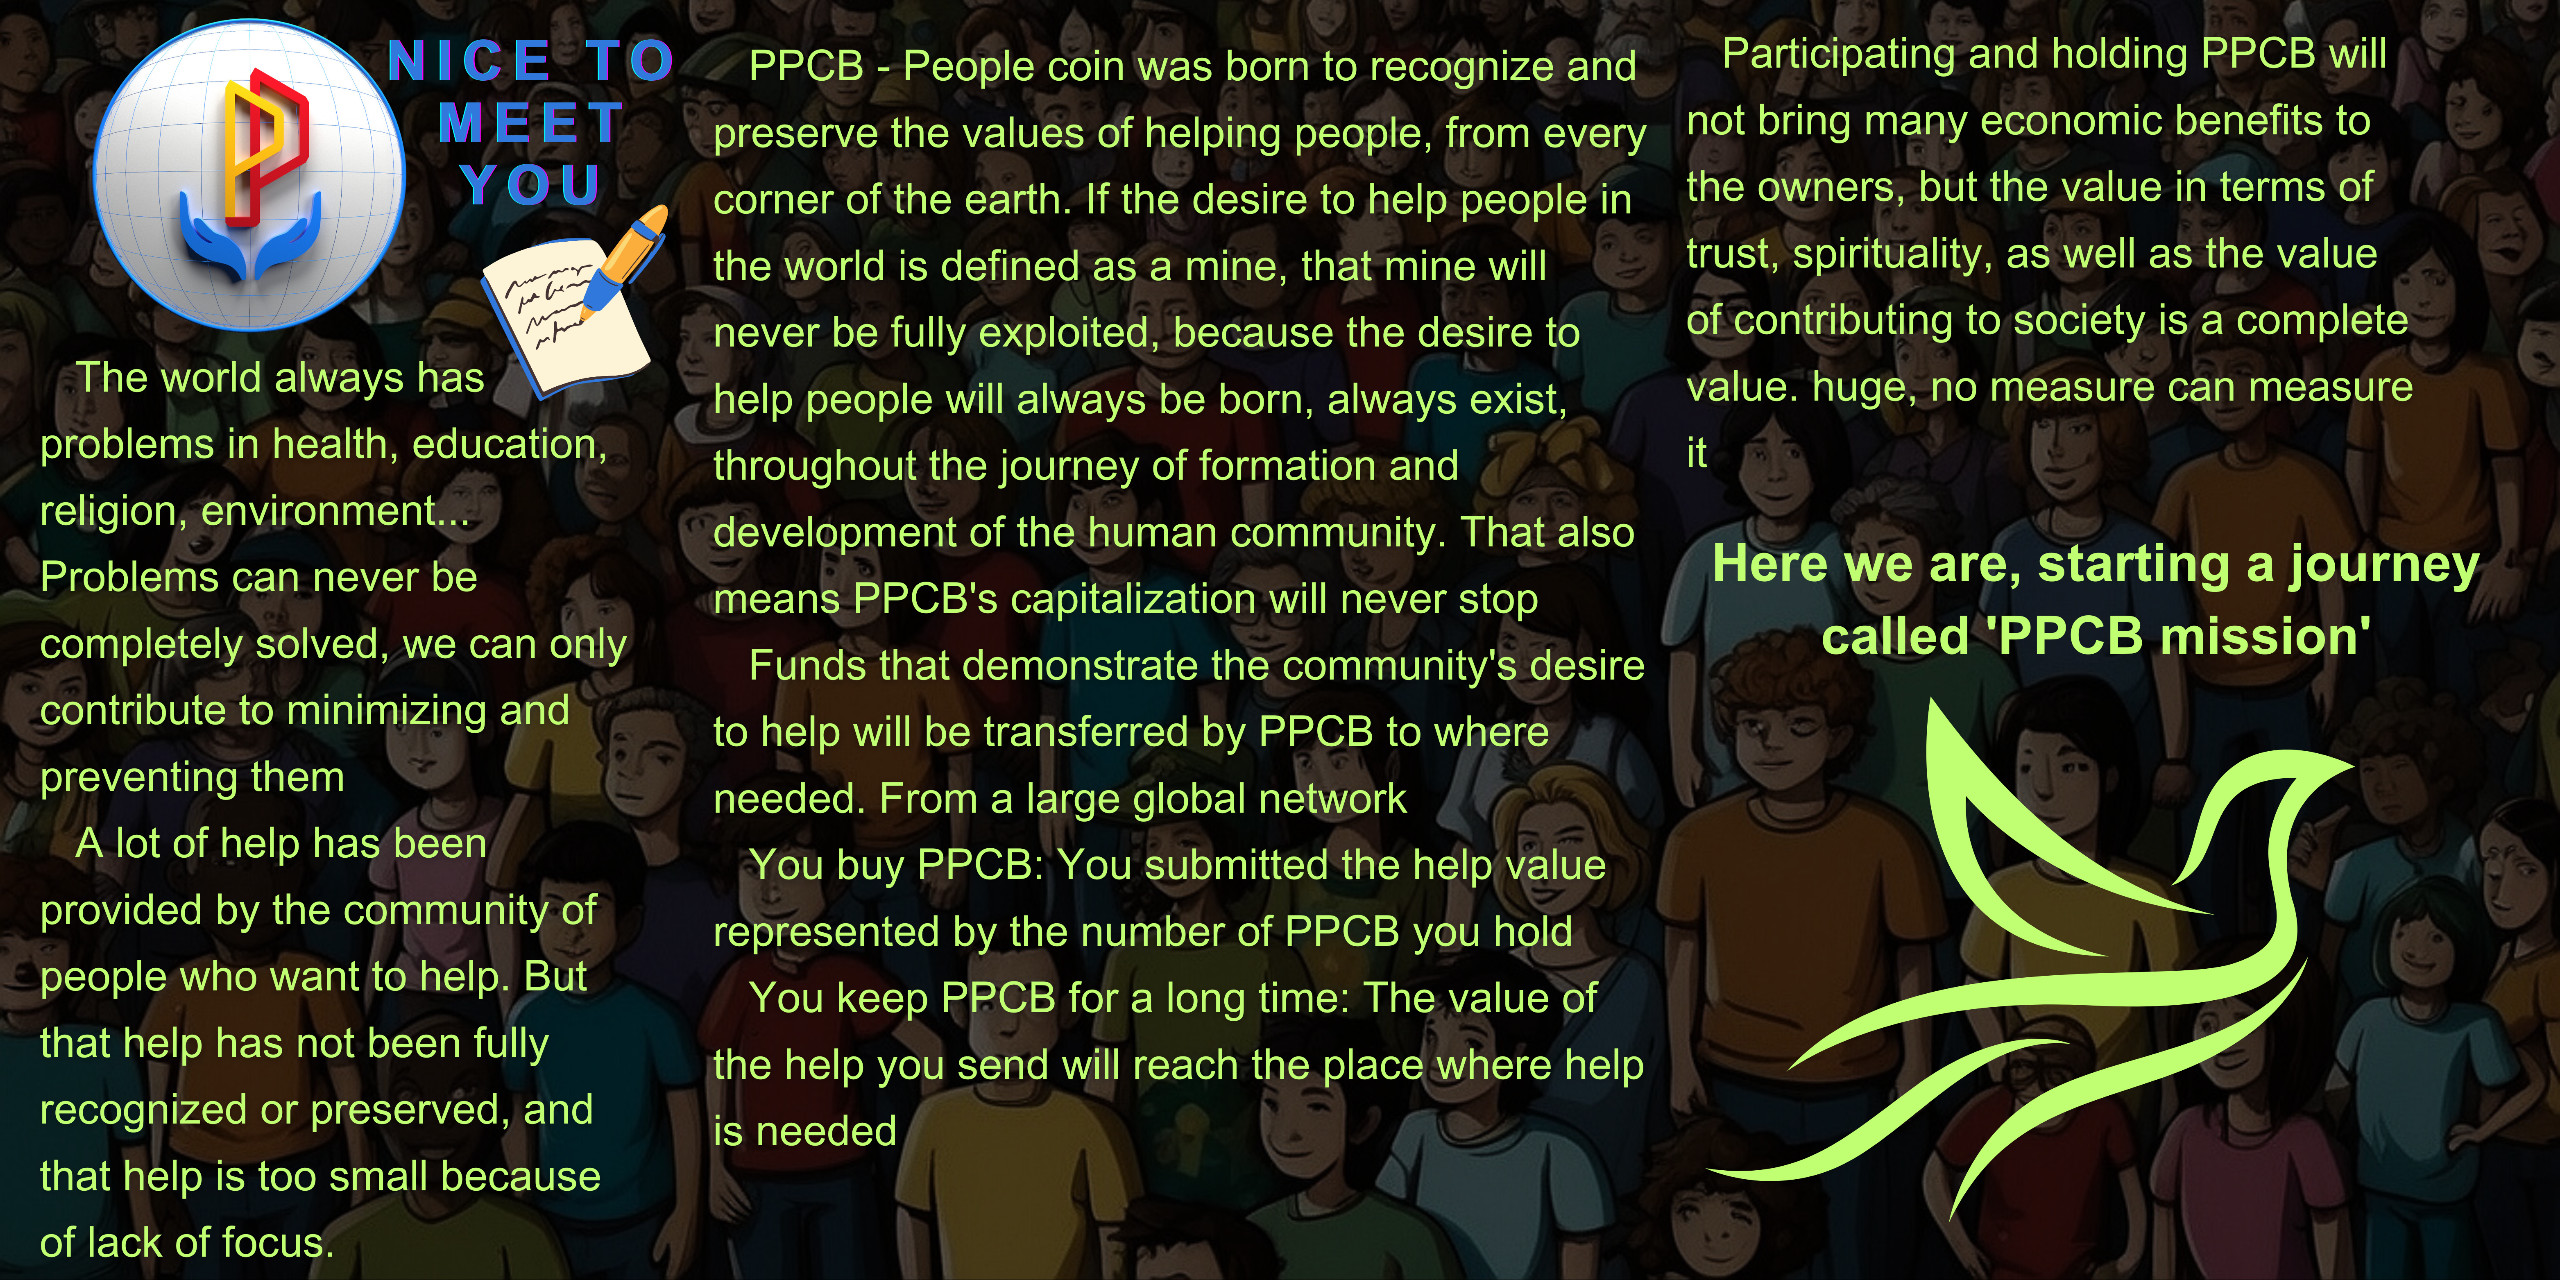 NICE TO
MEET
YOU
The world always has
problems in health, education,
religion, environment...
Problems can never be
completely solved, we can only
contribute to minimizing and
preventing them
A lot of help has been
provided by the community of
people who want to help. But
that help has not been fully
recognized or preserved, and
that help is too small because
of lack of focus.
PPCB - People coin was born to recognize and
preserve the values of helping people, from every
corner of the earth. If the desire to help people in
the world is defined as a mine, that mine will
never be fully exploited, because the desire to
help people will always be born, always exist,
throughout the journey of formation and
development of the human community. That also
means PPCB's capitalization will never stop
Funds that demonstrate the community's desire
to help will be transferred by PPCB to where
needed. From a large global network
You buy PPCB: You submitted the help value
represented by the number of PPCB you hold
You keep PPCB for a long time: The value of
the help you send will reach the place where help
is needed
Participating and holding PPCB will
not bring many economic benefits to
the owners, but the value in terms of
trust, spirituality, as well as the value
of contributing to society is a complete
value. huge, no measure can measure
it
Here we are, starting a journey
called 'PPCB mission'